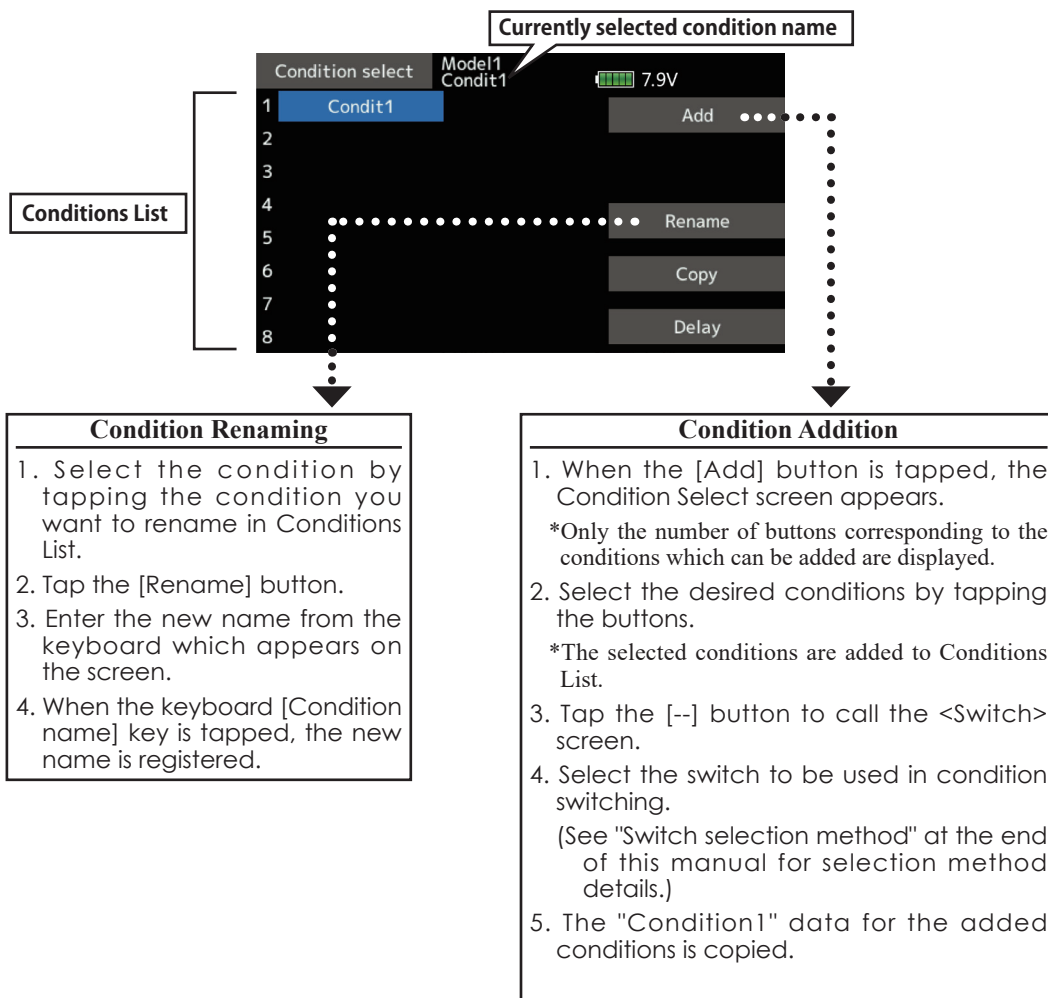 Currently selected condition name
Condition select
Model1
Condit1
7.9V
Conditions List
1 Condit1
2
3
4
5
6
7
8
Add
Rename
Copy
Delay
Condition Renaming
1. Select the condition by
tapping the condition you
want to rename in Conditions
List.
2. Tap the [Rename] button.
3. Enter the new name from the
keyboard which appears on
the screen.
4. When the keyboard [Condition
name] key is tapped, the new
name is registered.
Condition Addition
1. When the [Add] button is tapped, the
Condition Select screen appears.
*Only the number of buttons corresponding to the
conditions which can be added are displayed.
2. Select the desired conditions by tapping
the buttons.
*The selected conditions are added to Conditions
List.
3. Tap the [--] button to call the <Switch>
screen.
4. Select the switch to be used in condition
switching.
(See "Switch selection method" at the end
of this manual for selection method
details.)
5. The "Condition1" data for the added
conditions is copied.